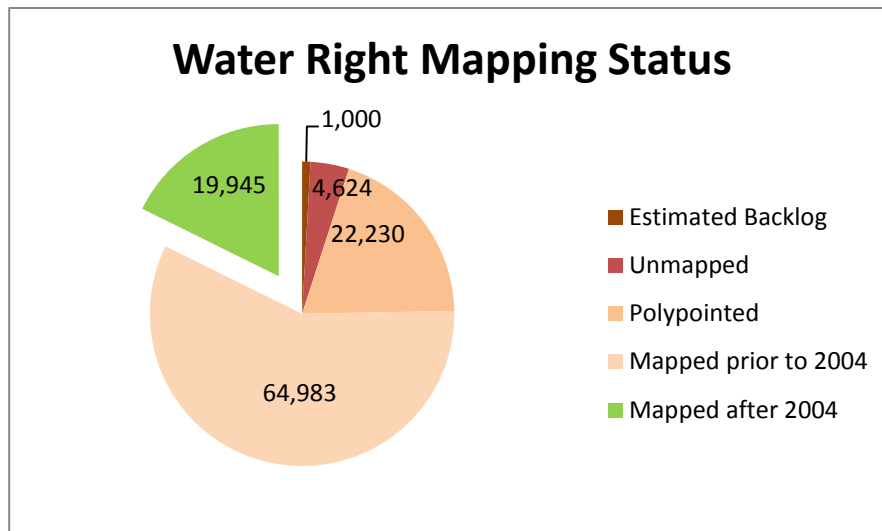 Water Right Mapping Status
1,000
19,945
4,624
22,230
64,983
Estimated Backlog
Unmapped
Polypointed
Mapped prior to 2004
Mapped after 2004